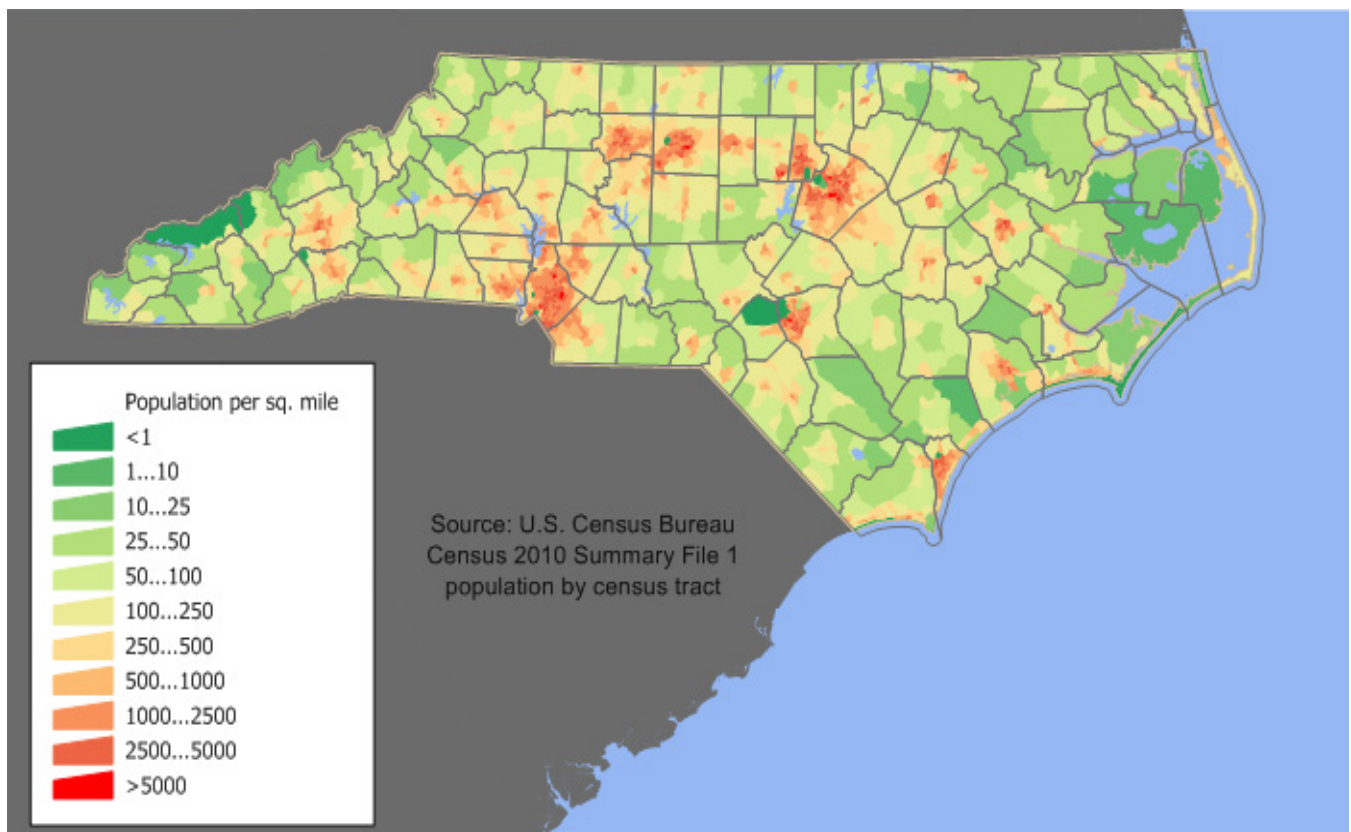 Population per sq. mile
<1
1...10
10...25
25...50
50...100
100...250
250...500
500...1000
1000...2500
2500...5000
>5000
Source: U.S. Census Bureau
Census 2010 Summary File 1
population by census tract